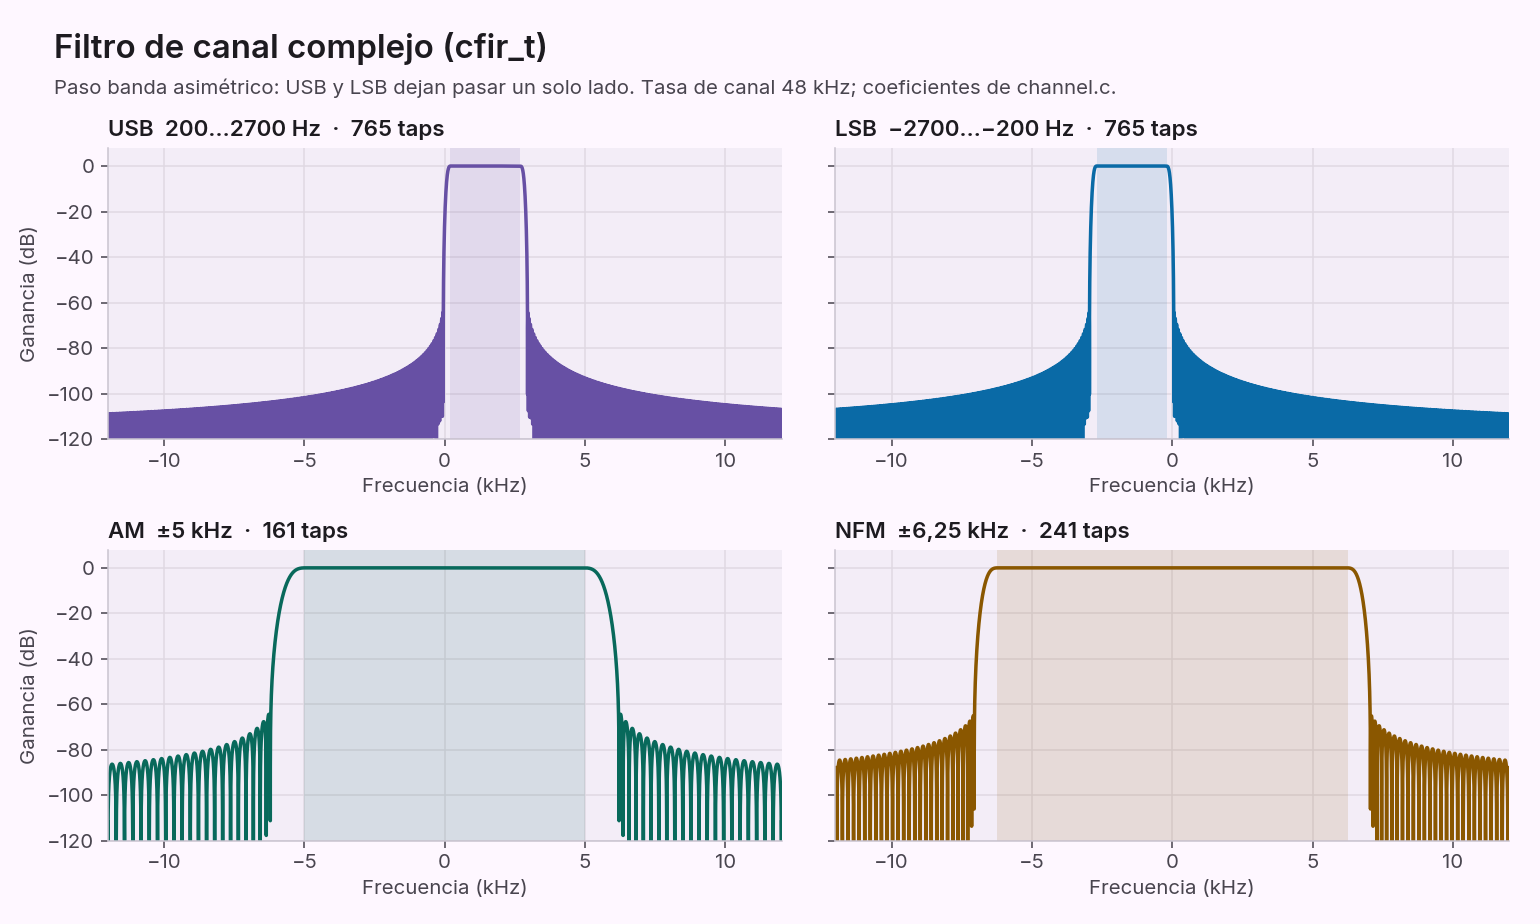 Filtro de canal complejo (cfir_t)
Paso banda asimétrico: USB y LSB dejan pasar un solo lado. Tasa de canal 48 kHz; coeficientes de channel.c.
USB 200…2700 Hz · 765 taps
Ganancia (dB)
0
−20
−40
−60
−80
−100
−120
−10 −5 0 5 10
Frecuencia (kHz)
LSB −2700…−200 Hz · 765 taps
−10 −5 0 5 10
Frecuencia (kHz)
AM ±5 kHz · 161 taps
Ganancia (dB)
0
−20
−40
−60
−80
−100
−120
−10 −5 0 5 10
Frecuencia (kHz)
NFM ±6,25 kHz · 241 taps
−10 −5 0 5 10
Frecuencia (kHz)